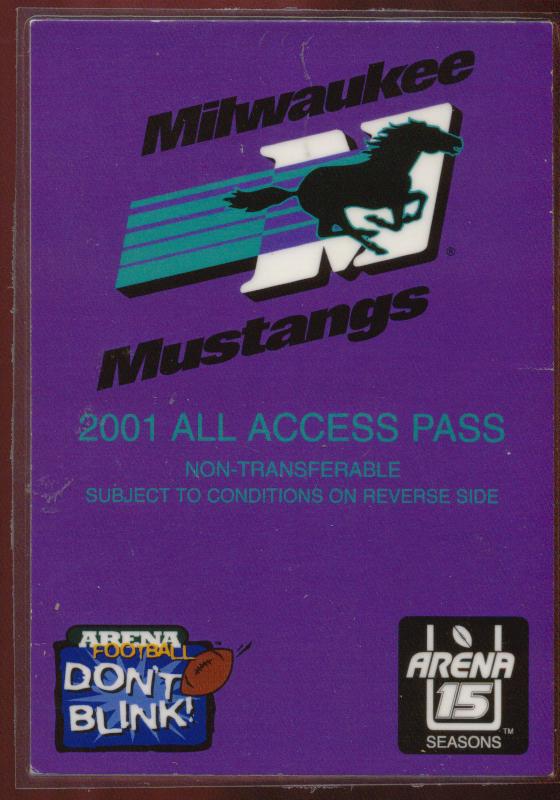 Milwaukee
M
®
Mustangs
2001 ALL ACCESS PASS
NON-TRANSFERABLE
SUBJECT TO CONDITIONS ON REVERSE SIDE
ARENA
FOOTBALL
DON'T
BLINK!
ARENA
15
SEASONS ™